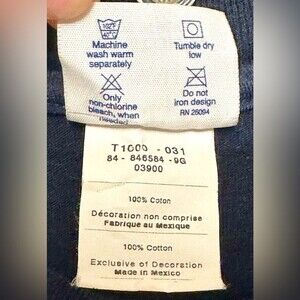 Machine
wash warm
separately
Tumble dry
low
Only
non-chlorine
bleach, when
needed
Do not
iron design
RN 26094
T1000 - 031
84 - 846584 - 9G
03900
100% Coton
Décoration non comprise
Fabrique au Mexique
100% Cotton
Exclusive of Decoration
Made in Mexico